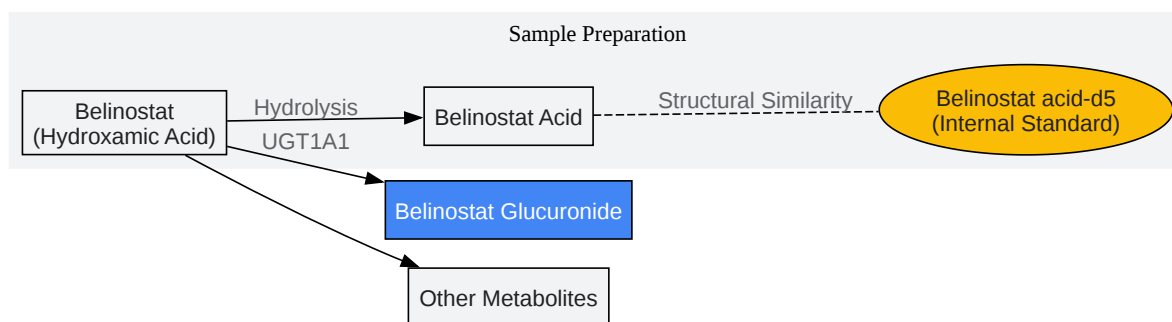 Sample Preparation
Belinostat
(Hydroxamic Acid)
Hydrolysis
UGT1A1
Belinostat Acid
Structural Similarity
Belinostat acid-d5
(Internal Standard)
Belinostat Glucuronide
Other Metabolites